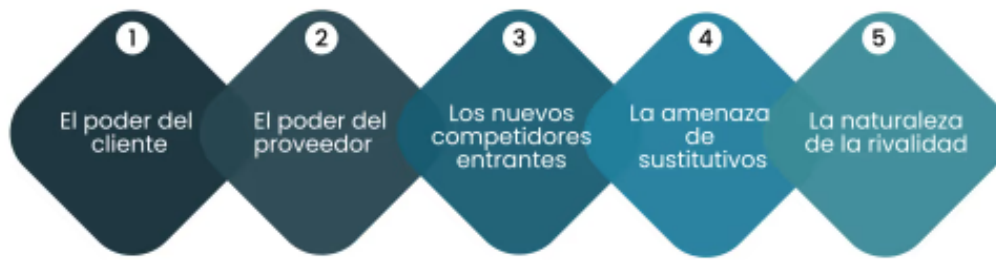 1
El poder del
cliente
2
El poder del
proveedor
3
Los nuevos
competidores
entrantes
4
La amenaza
de
sustitutivos
5
La naturaleza
de la rivalidad